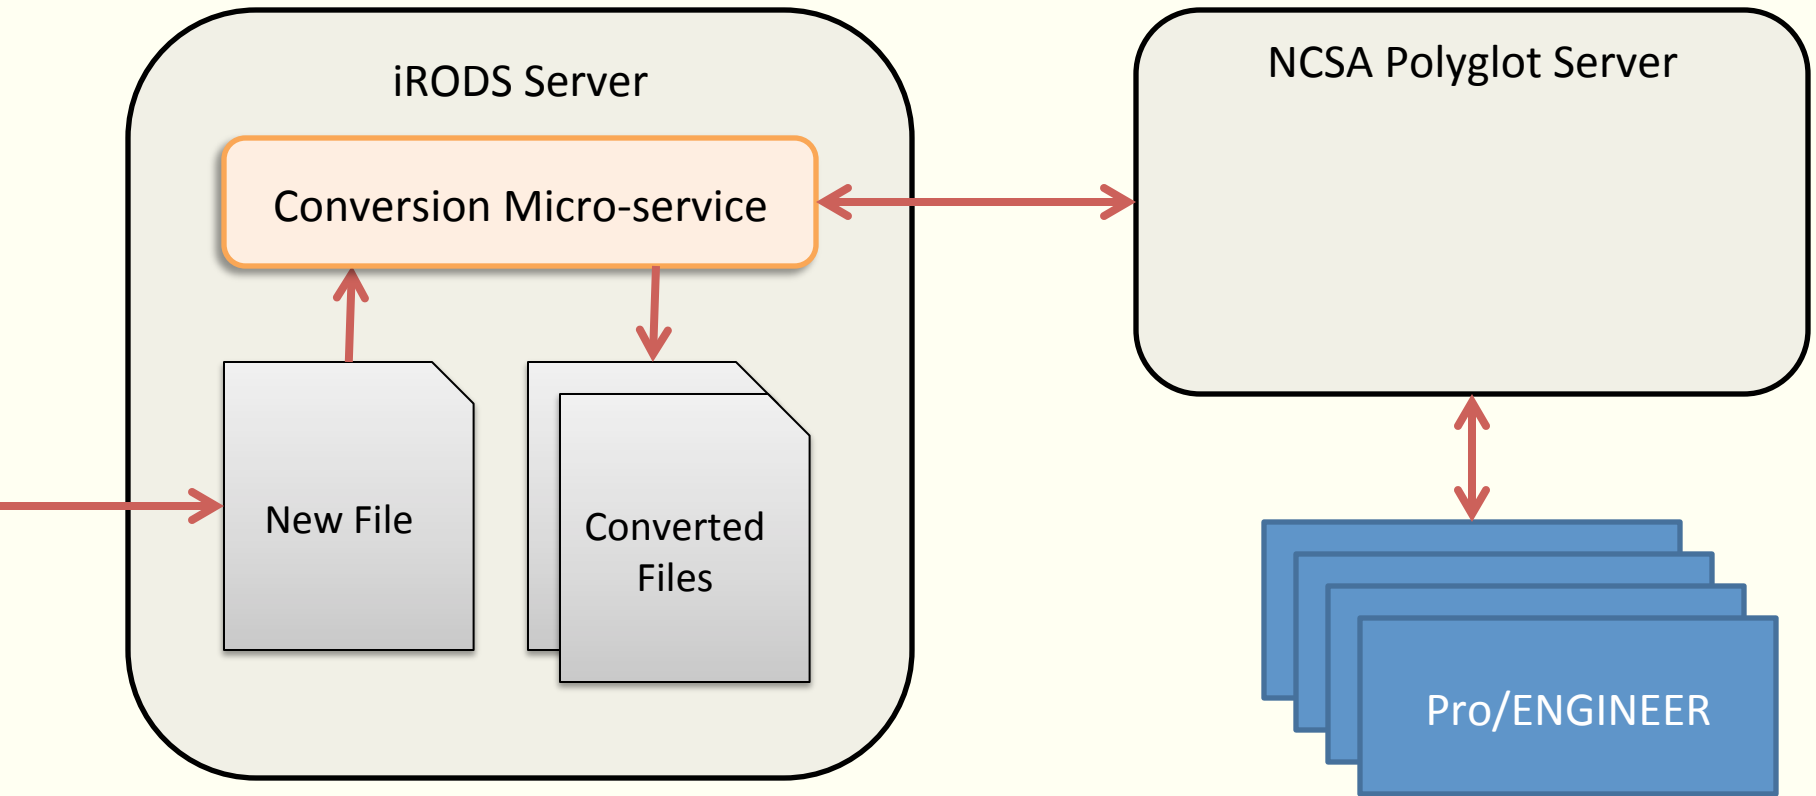 iRODS Server
NCSA Polyglot Server
Conversion Micro-service
New File
Converted
Files
Pro/ENGINEER